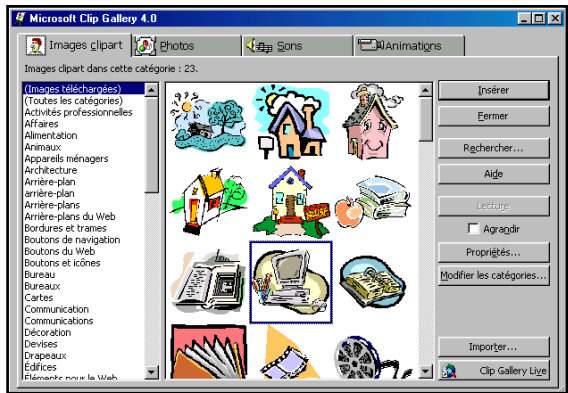 Microsoft Clip Gallery 4.0
Images clipart
Photos
Sons
Animations
Images clipart dans cette catégorie : 23.
(Images téléchargées)
(Toutes les catégories)
Activités professionnelles
Affaires
Alimentation
Animaux
Appareils ménagers
Architecture
Arrière-plan
arrière-plan
Arrière-plans
Arrière-plans du Web
Bordures et trames
Boutons de navigation
Boutons du Web
Boutons et icônes
Bureau
Bureaux
Cartes
Communication
Communications
Décoration
Devises
Drapeaux
Édifices
Éléments pour le Web
Insérer
Fermer
Rechercher...
Aide
Lecture
Agrandir
Propriétés...
Modifier les catégories...
Importer...
Clip Gallery Live